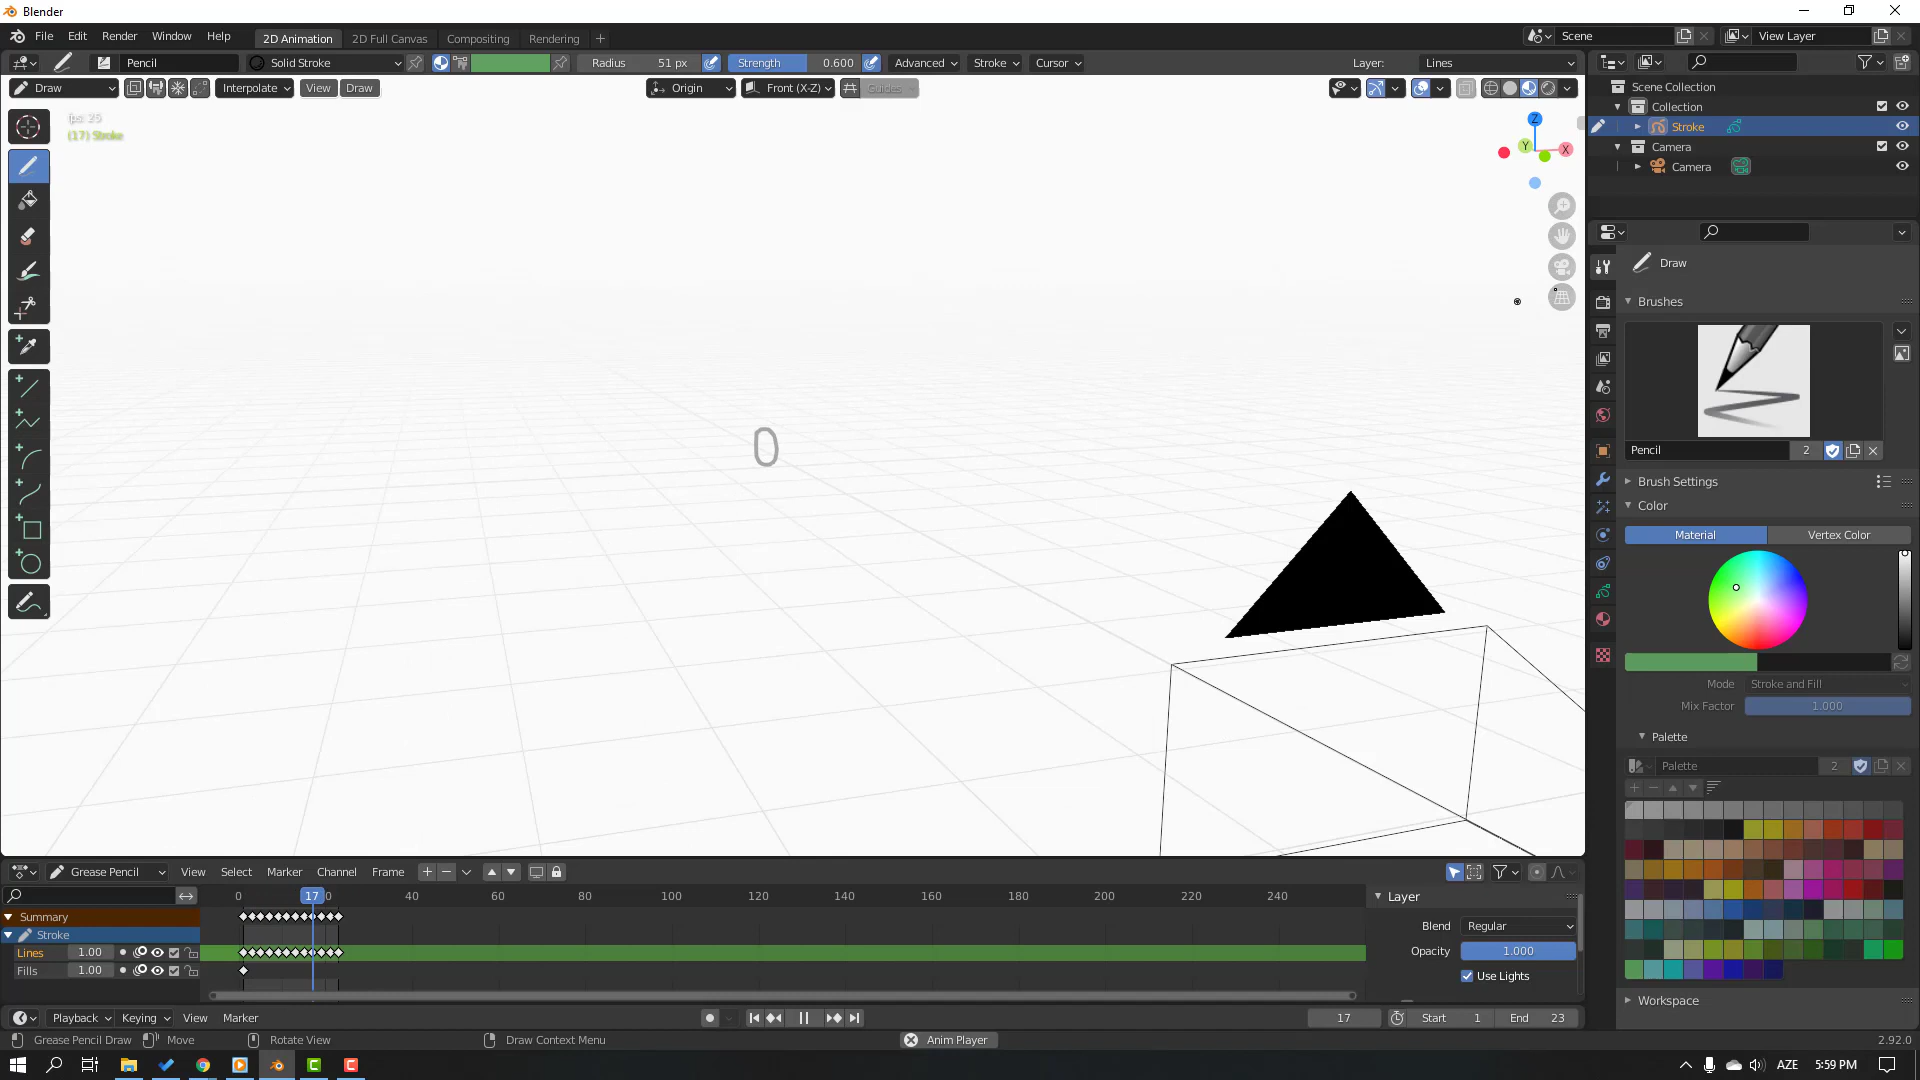 Blender
File Edit Render Window Help 2D Animation 2D Full Canvas Compositing Rendering + Scene View Layer
Pencil Solid Stroke Radius 51 px Strength 0.600 Advanced Stroke Cursor Layer: Lines
Draw Interpolate View Draw Origin Front (X-Z) Guides
fps: 25
(17) Stroke
Z
Y X
0
Scene Collection
Collection
Stroke
Camera
Camera
Draw
Brushes
Pencil 2
Brush Settings
Color
Material Vertex Color
Mode Stroke and Fill
Mix Factor 1.000
Palette
Palette 2
Workspace
Grease Pencil View Select Marker Channel Frame
0 17 20 40 60 80 100 120 140 160 180 200 220 240
Summary
Stroke
Lines 1.00
Fills 1.00
Layer
Blend Regular
Opacity 1.000
Use Lights
Playback Keying View Marker 17 Start 1 End 23
Grease Pencil Draw Move Rotate View Draw Context Menu Anim Player 2.92.0
AZE 5:59 PM